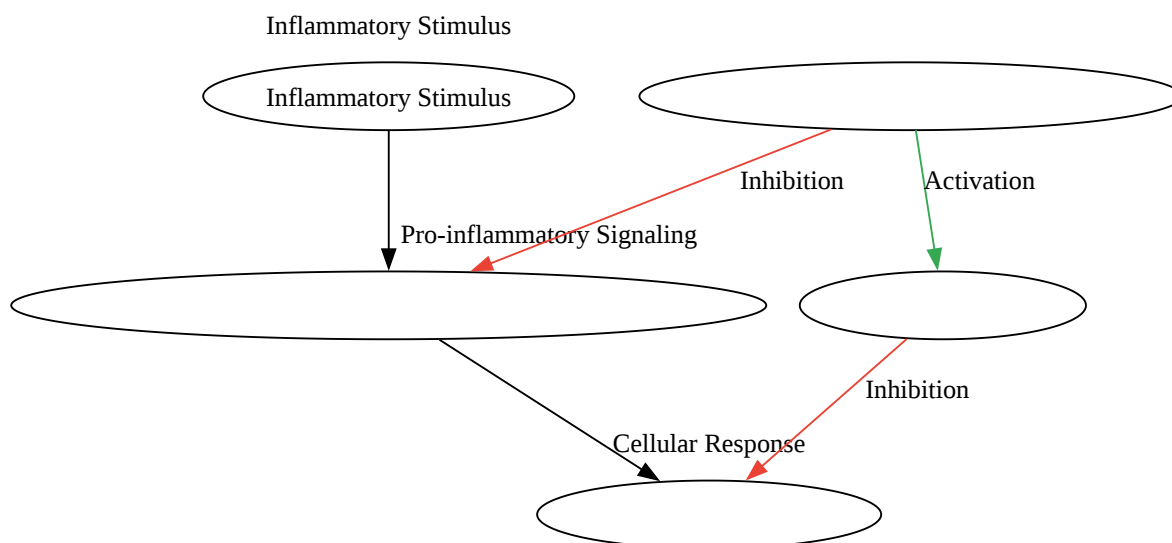 Inflammatory Stimulus
Inflammatory Stimulus
Inhibition
Activation
Pro-inflammatory Signaling
Inhibition
Cellular Response